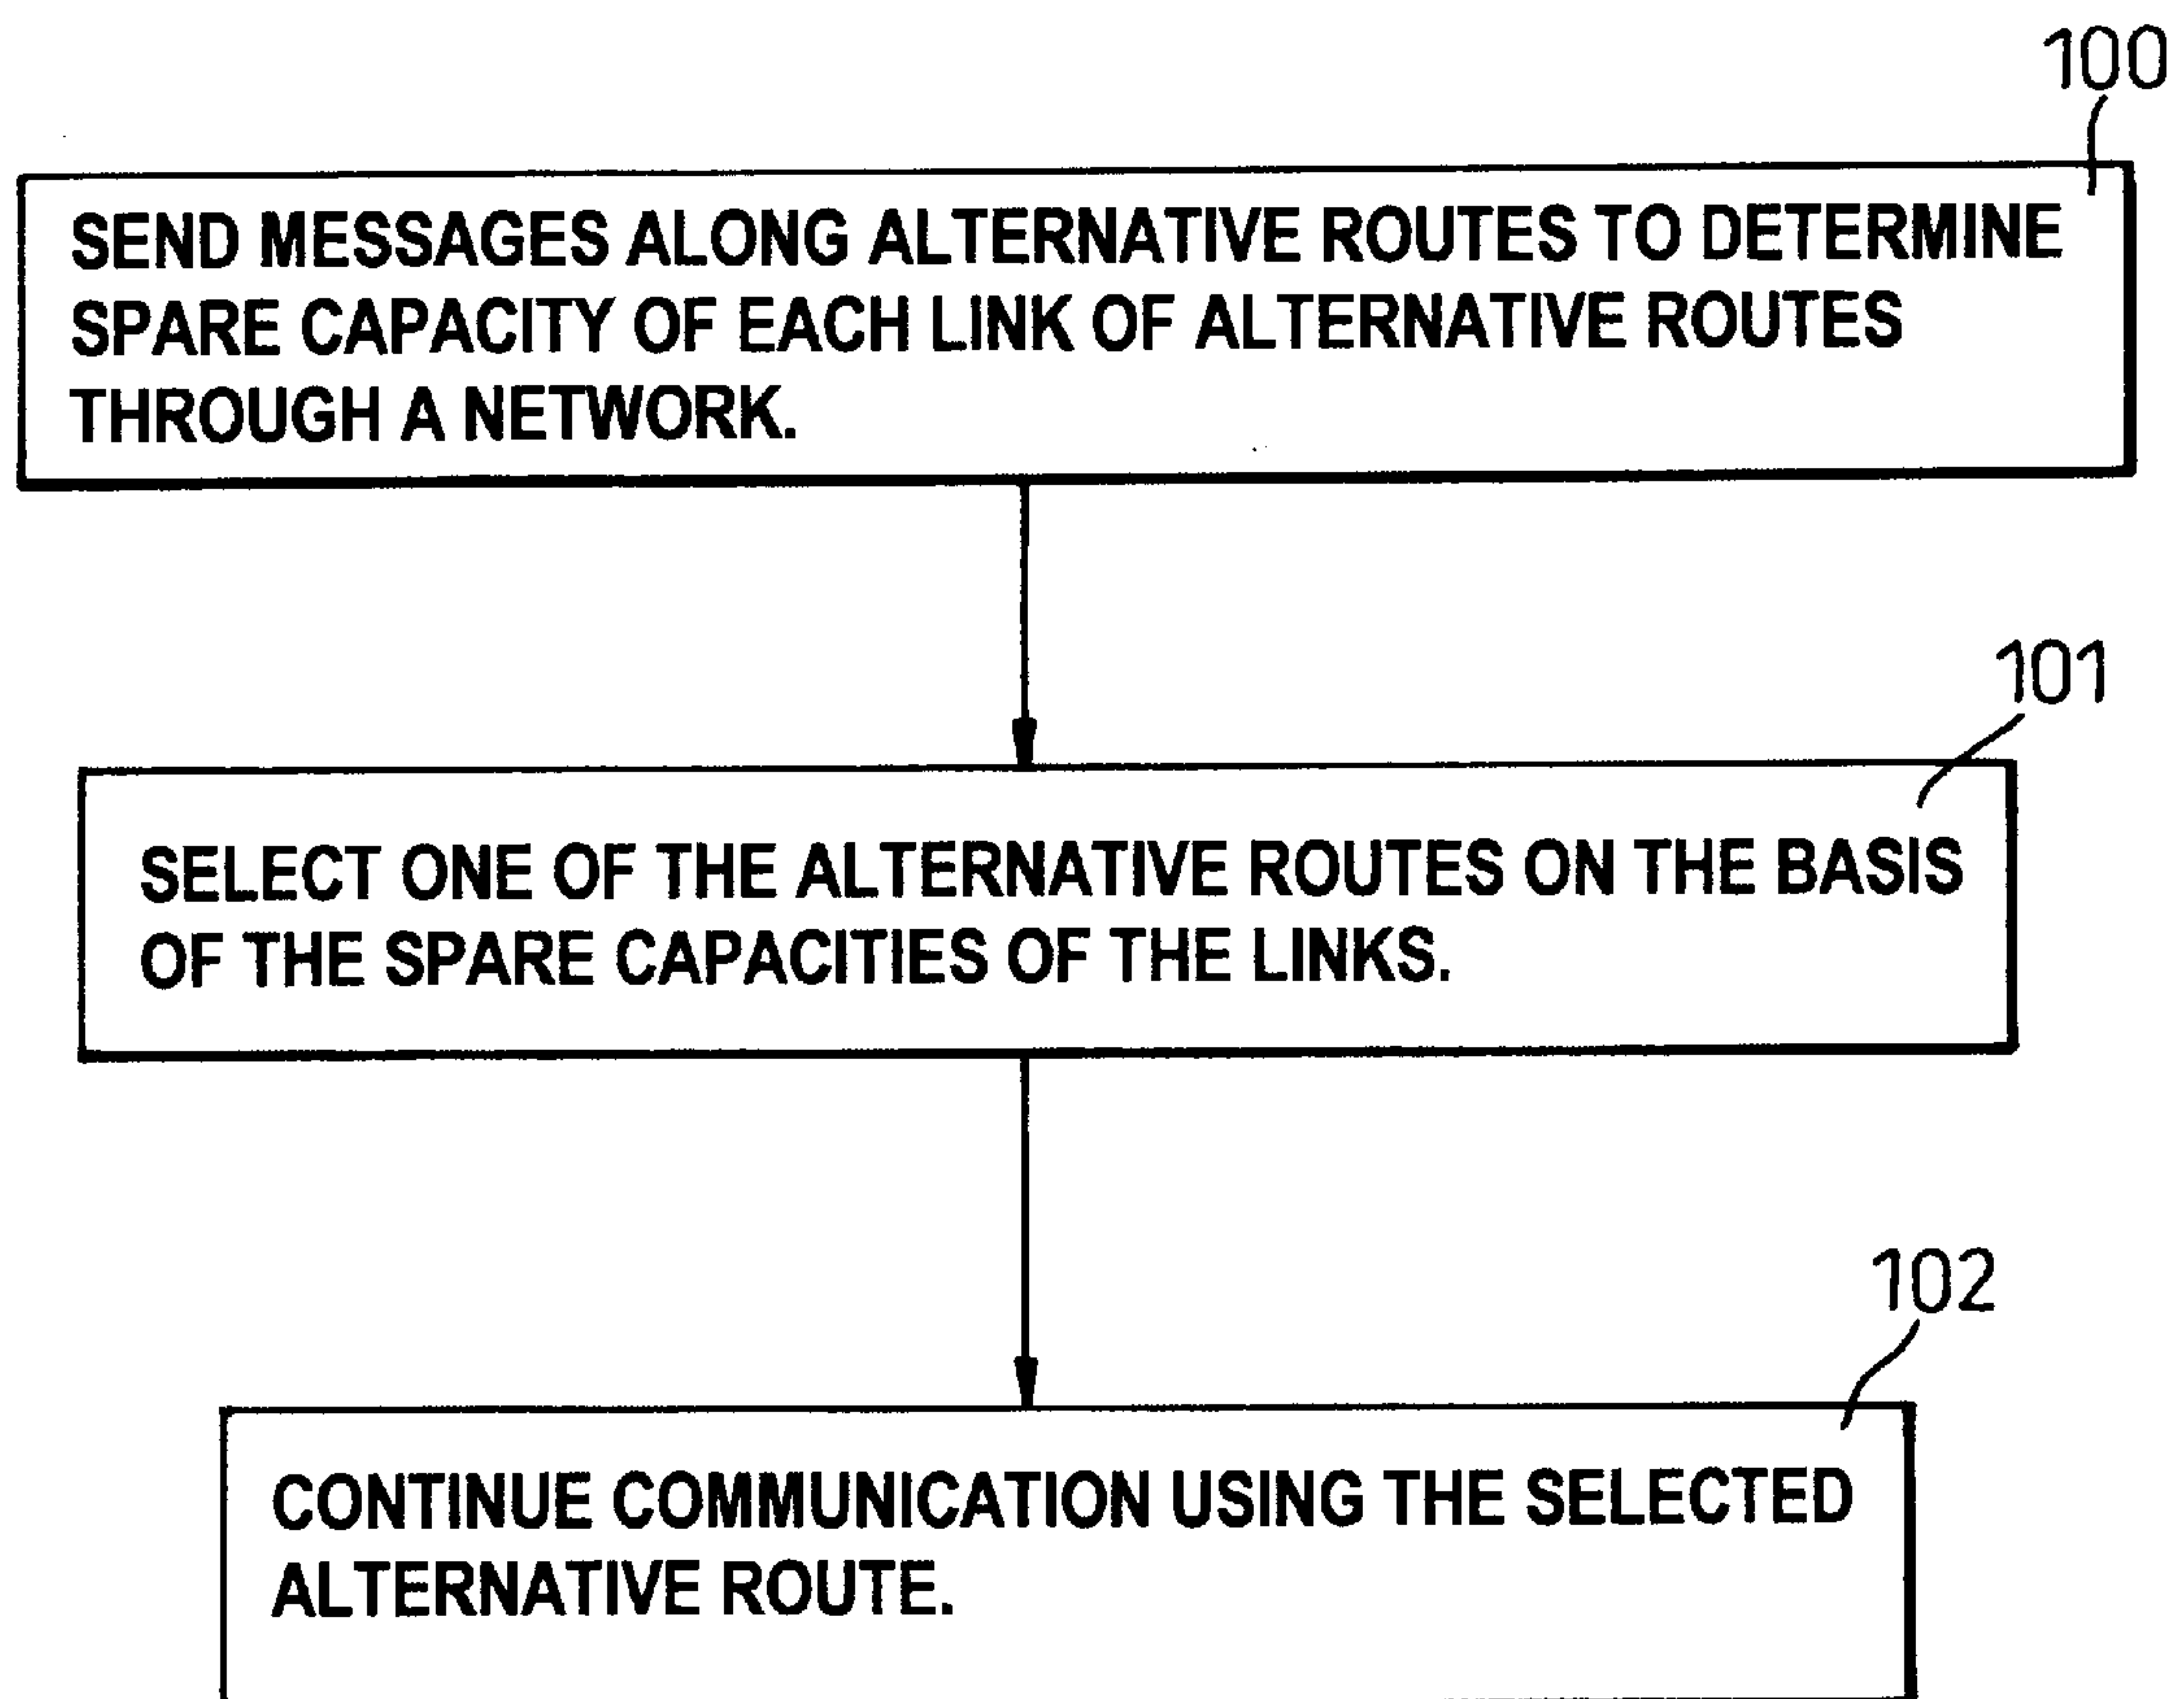 100
SEND MESSAGES ALONG ALTERNATIVE ROUTES TO DETERMINE
SPARE CAPACITY OF EACH LINK OF ALTERNATIVE ROUTES
THROUGH A NETWORK.
101
SELECT ONE OF THE ALTERNATIVE ROUTES ON THE BASIS
OF THE SPARE CAPACITIES OF THE LINKS.
102
CONTINUE COMMUNICATION USING THE SELECTED
ALTERNATIVE ROUTE.